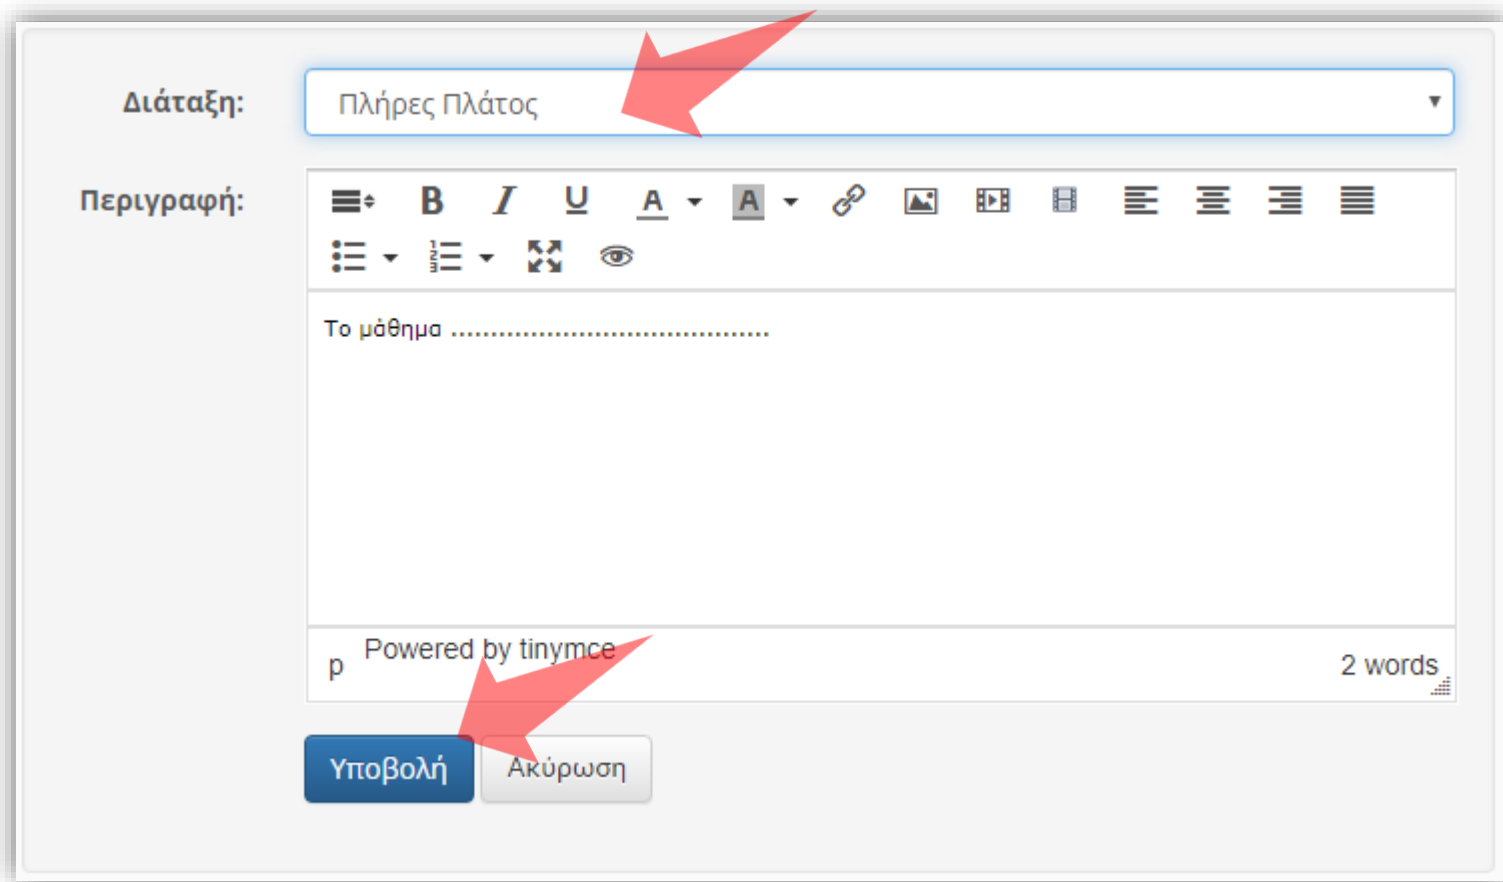 Διάταξη:
Πλήρες Πλάτος
Περιγραφή:
B I U A A
Το μάθημα ........................................
p Powered by tinymce 2 words
Υποβολή Ακύρωση